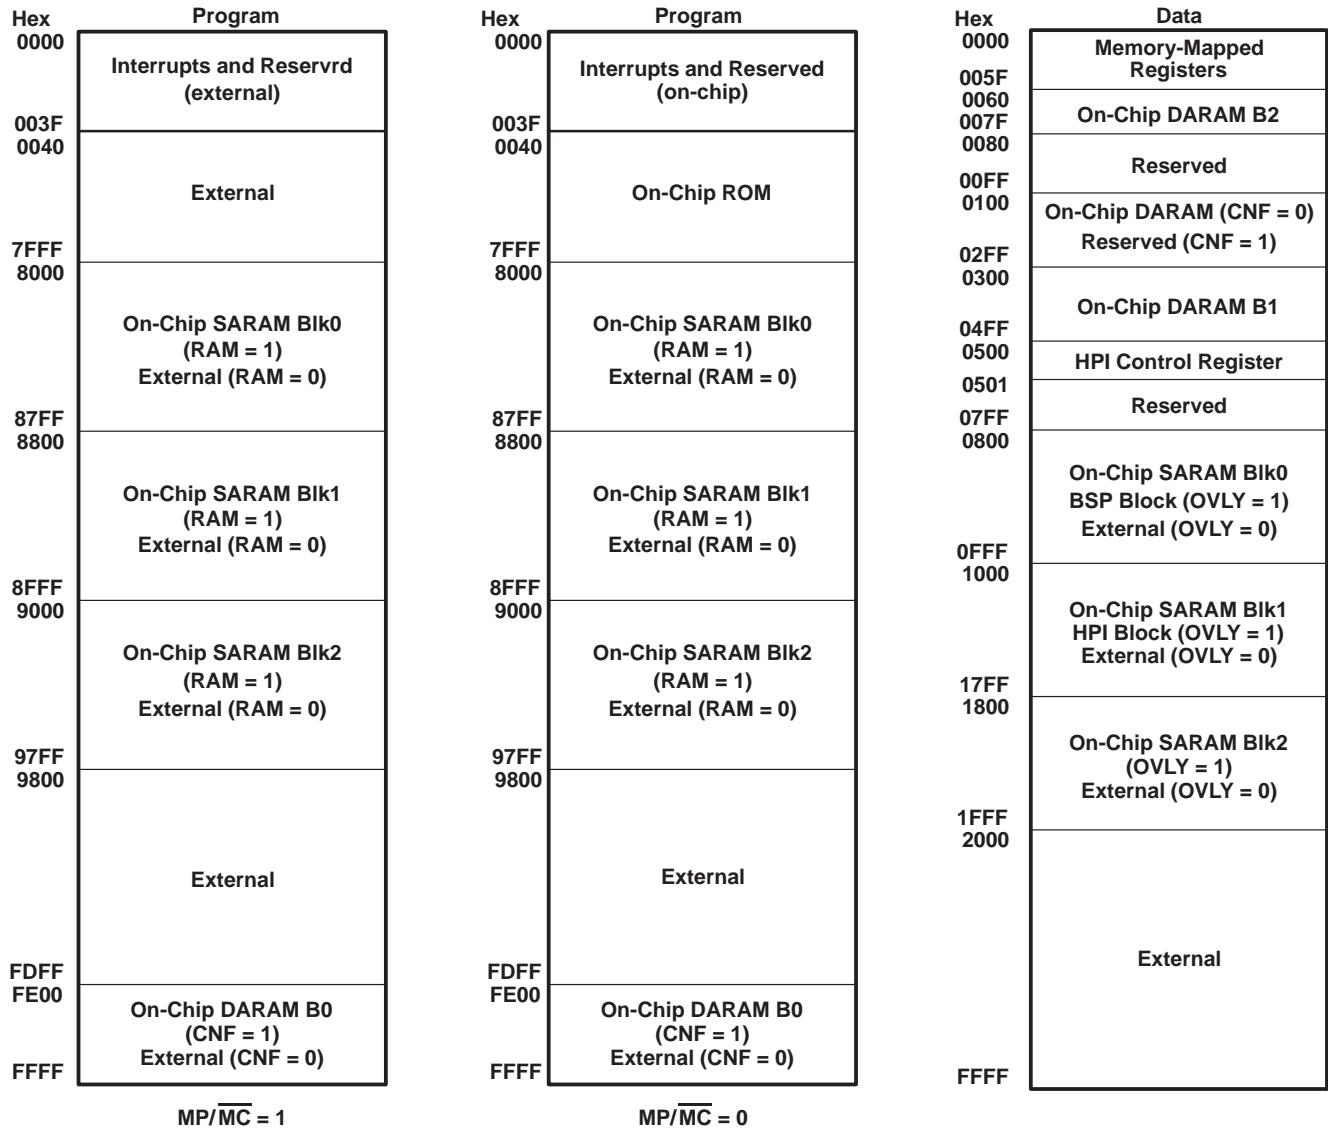 Hex Program
0000
Interrupts and Reservrd
(external)
003F
0040
External
7FFF
8000
On-Chip SARAM Blk0
(RAM = 1)
External (RAM = 0)
87FF
8800
On-Chip SARAM Blk1
(RAM = 1)
External (RAM = 0)
8FFF
9000
On-Chip SARAM Blk2
(RAM = 1)
External (RAM = 0)
97FF
9800
External
FDFF
FE00
On-Chip DARAM B0
(CNF = 1)
External (CNF = 0)
FFFF
MP/MC = 1
Hex Program
0000
Interrupts and Reserved
(on-chip)
003F
0040
On-Chip ROM
7FFF
8000
On-Chip SARAM Blk0
(RAM = 1)
External (RAM = 0)
87FF
8800
On-Chip SARAM Blk1
(RAM = 1)
External (RAM = 0)
8FFF
9000
On-Chip SARAM Blk2
(RAM = 1)
External (RAM = 0)
97FF
9800
External
FDFF
FE00
On-Chip DARAM B0
(CNF = 1)
External (CNF = 0)
FFFF
MP/MC = 0
Hex Data
0000
Memory-Mapped
Registers
005F
0060
On-Chip DARAM B2
007F
0080
Reserved
00FF
0100
On-Chip DARAM (CNF = 0)
Reserved (CNF = 1)
02FF
0300
On-Chip DARAM B1
04FF
0500
HPI Control Register
0501
Reserved
07FF
0800
On-Chip SARAM Blk0
BSP Block (OVLY = 1)
External (OVLY = 0)
0FFF
1000
On-Chip SARAM Blk1
HPI Block (OVLY = 1)
External (OVLY = 0)
17FF
1800
On-Chip SARAM Blk2
(OVLY = 1)
External (OVLY = 0)
1FFF
2000
External
FFFF